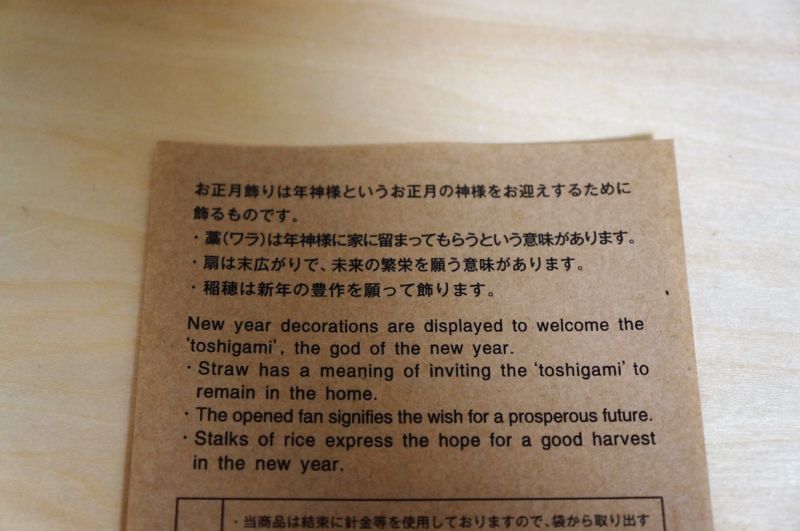 お正月飾りは年神様というお正月の神様をお迎えするために
飾るものです。
・藁(ワラ)は年神様に家に留まってもらうという意味があります。
・扇は末広がりで、未来の繁栄を願う意味があります。
・稲穂は新年の豊作を願って飾ります。
New year decorations are displayed to welcome the
'toshigami', the god of the new year.
・Straw has a meaning of inviting the 'toshigami' to
remain in the home.
・The opened fan signifies the wish for a prosperous future.
・Stalks of rice express the hope for a good harvest
in the new year.
・当商品は結束に針金等を使用しておりますので、袋から取り出す